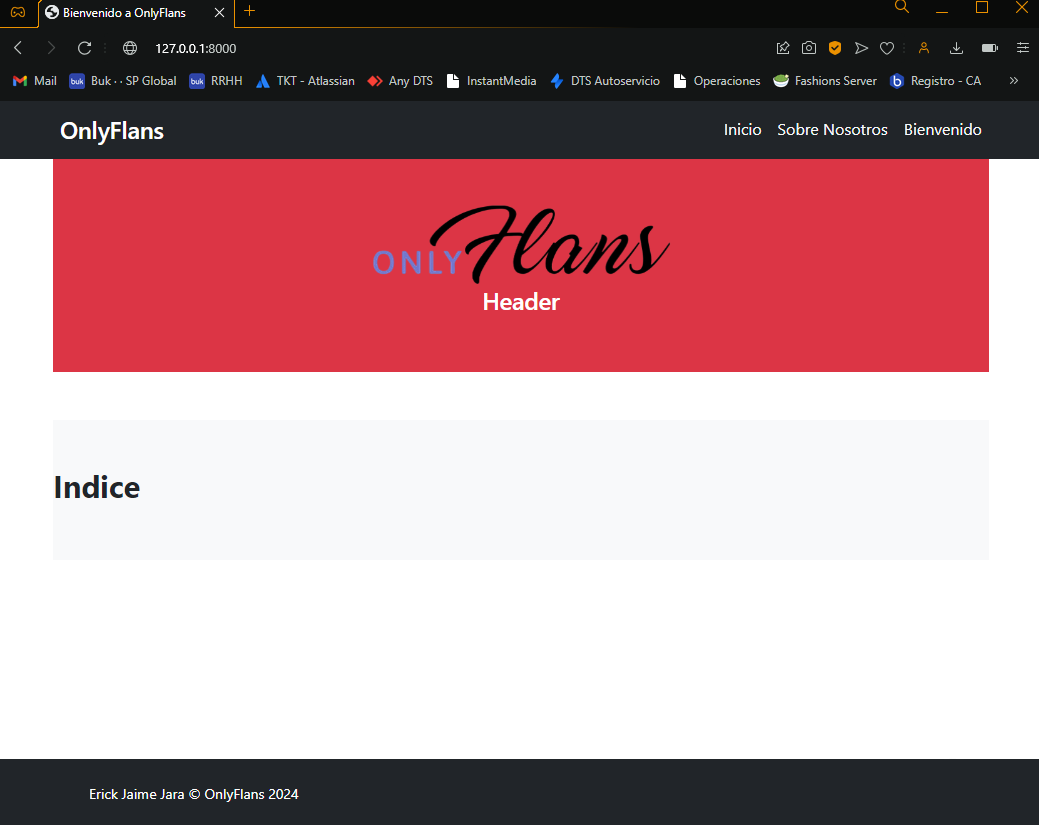 Bienvenido a OnlyFlans
127.0.0.1:8000
Mail buk Buk · · SP Global buk RRHH TKT - Atlassian Any DTS InstantMedia DTS Autoservicio Operaciones Fashions Server b Registro - CA »
OnlyFlans Inicio Sobre Nosotros Bienvenido
ONLY Flans
Header
Indice
Erick Jaime Jara © OnlyFlans 2024